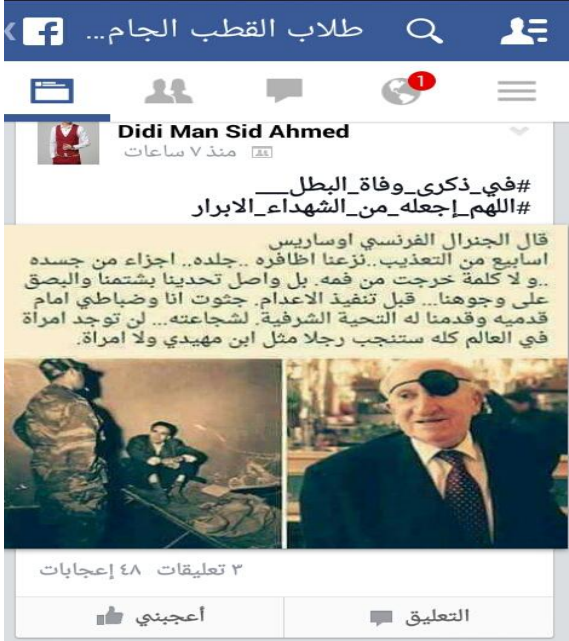 طلاب القطب الجام...
1
Didi Man Sid Ahmed
منذ ٧ ساعات
#في_ذكرى_وفاة_البطل___
#اللهم_إجعله_من_الشهداء_الابرار
قال الجنرال الفرنسي اوساريس
اسابيع من التعذيب..نزعنا اظافره ..جلده.. اجزاء من جسده
..و لا كلمة خرجت من فمه. بل واصل تحدينا بشتمنا والبصق
على وجوهنا... قبل تنفيذ الاعدام. جثوت انا وضباطي امام
قدميه وقدمنا له التحية الشرفية. لشجاعته... لن توجد امراة
في العالم كله ستنجب رجلا مثل ابن مهيدي ولا امراة.
٣ تعليقات ٤٨ إعجابات
أعجبني
التعليق